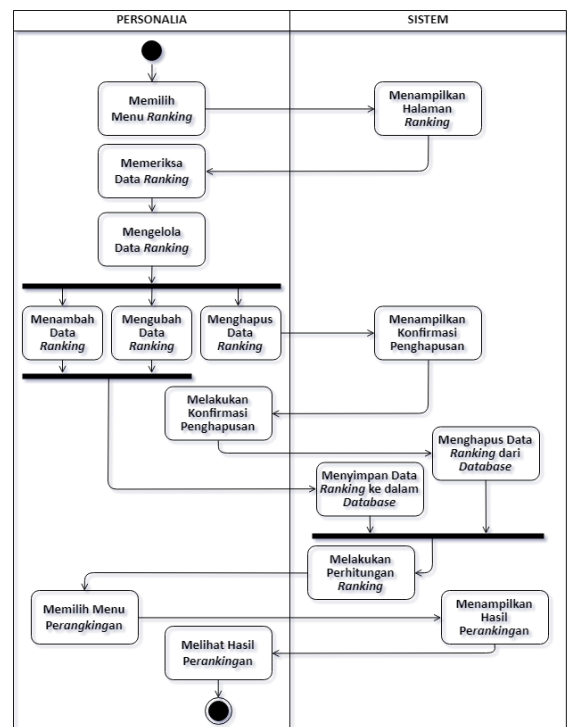 PERSONALIA
SISTEM
Memilih
Menu Ranking
Menampilkan
Halaman
Ranking
Memeriksa
Data Ranking
Mengelola
Data Ranking
Menambah
Data
Ranking
Mengubah
Data
Ranking
Menghapus
Data
Ranking
Menampilkan
Konfirmasi
Penghapusan
Melakukan
Konfirmasi
Penghapusan
Menghapus Data
Ranking dari
Database
Menyimpan Data
Ranking ke dalam
Database
Melakukan
Perhitungan
Ranking
Memilih Menu
Perangkingan
Menampilkan
Hasil
Perankingan
Melihat Hasil
Perankingan